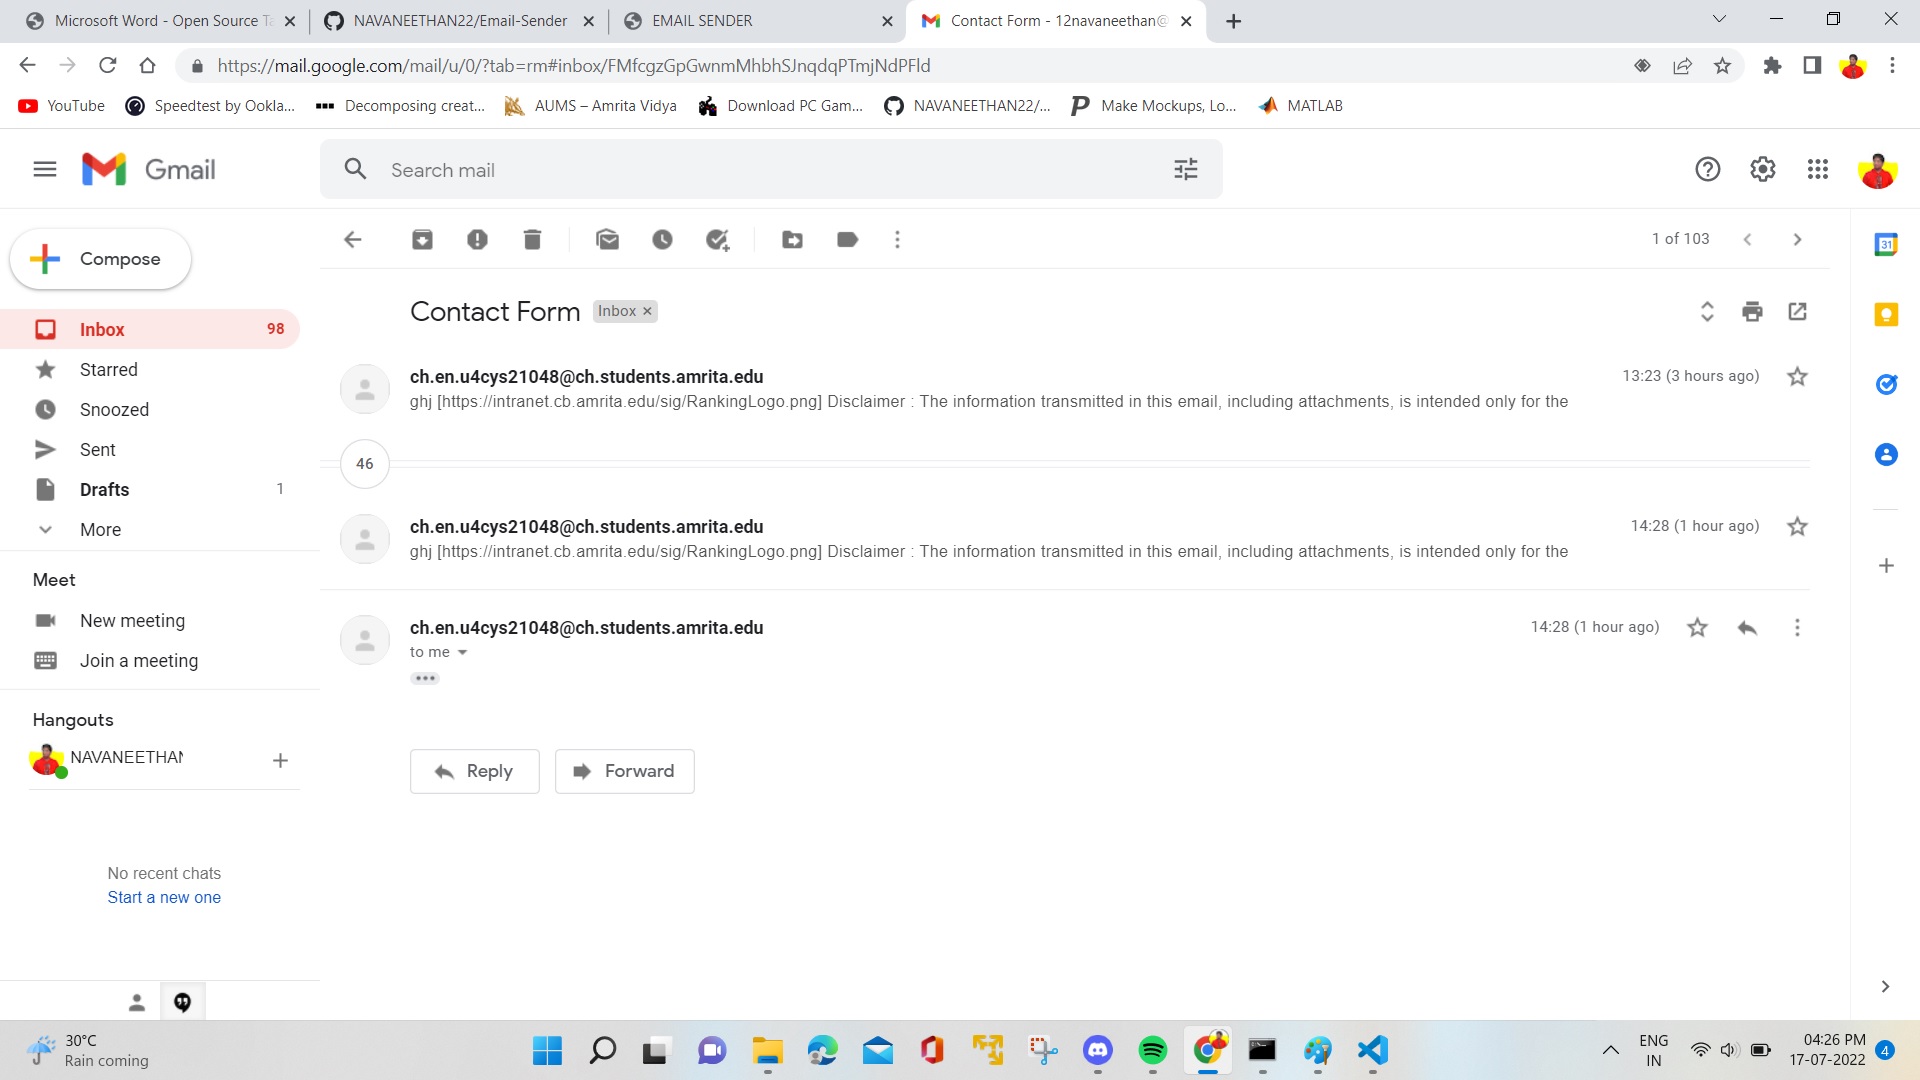 Microsoft Word - Open Source Ta
NAVANEETHAN22/Email-Sender
EMAIL SENDER
Contact Form - 12navaneethan@
https://mail.google.com/mail/u/0/?tab=rm#inbox/FMfcgzGpGwnmMhbhSJnqdqPTmjNdPFld
YouTube
Speedtest by Ookla...
Decomposing creat...
AUMS – Amrita Vidya
Download PC Gam...
NAVANEETHAN22/...
Make Mockups, Lo...
MATLAB
Gmail
Search mail
Compose
1 of 103
31
Inbox 98
Starred
Snoozed
Sent
Drafts 1
More
Meet
New meeting
Join a meeting
Hangouts
NAVANEETHAN
No recent chats
Start a new one
Contact Form Inbox ×
ch.en.u4cys21048@ch.students.amrita.edu 13:23 (3 hours ago)
ghj [https://intranet.cb.amrita.edu/sig/RankingLogo.png] Disclaimer : The information transmitted in this email, including attachments, is intended only for the
46
ch.en.u4cys21048@ch.students.amrita.edu 14:28 (1 hour ago)
ghj [https://intranet.cb.amrita.edu/sig/RankingLogo.png] Disclaimer : The information transmitted in this email, including attachments, is intended only for the
ch.en.u4cys21048@ch.students.amrita.edu 14:28 (1 hour ago)
to me
Reply
Forward
30°C
Rain coming
ENG
IN
04:26 PM
17-07-2022
4